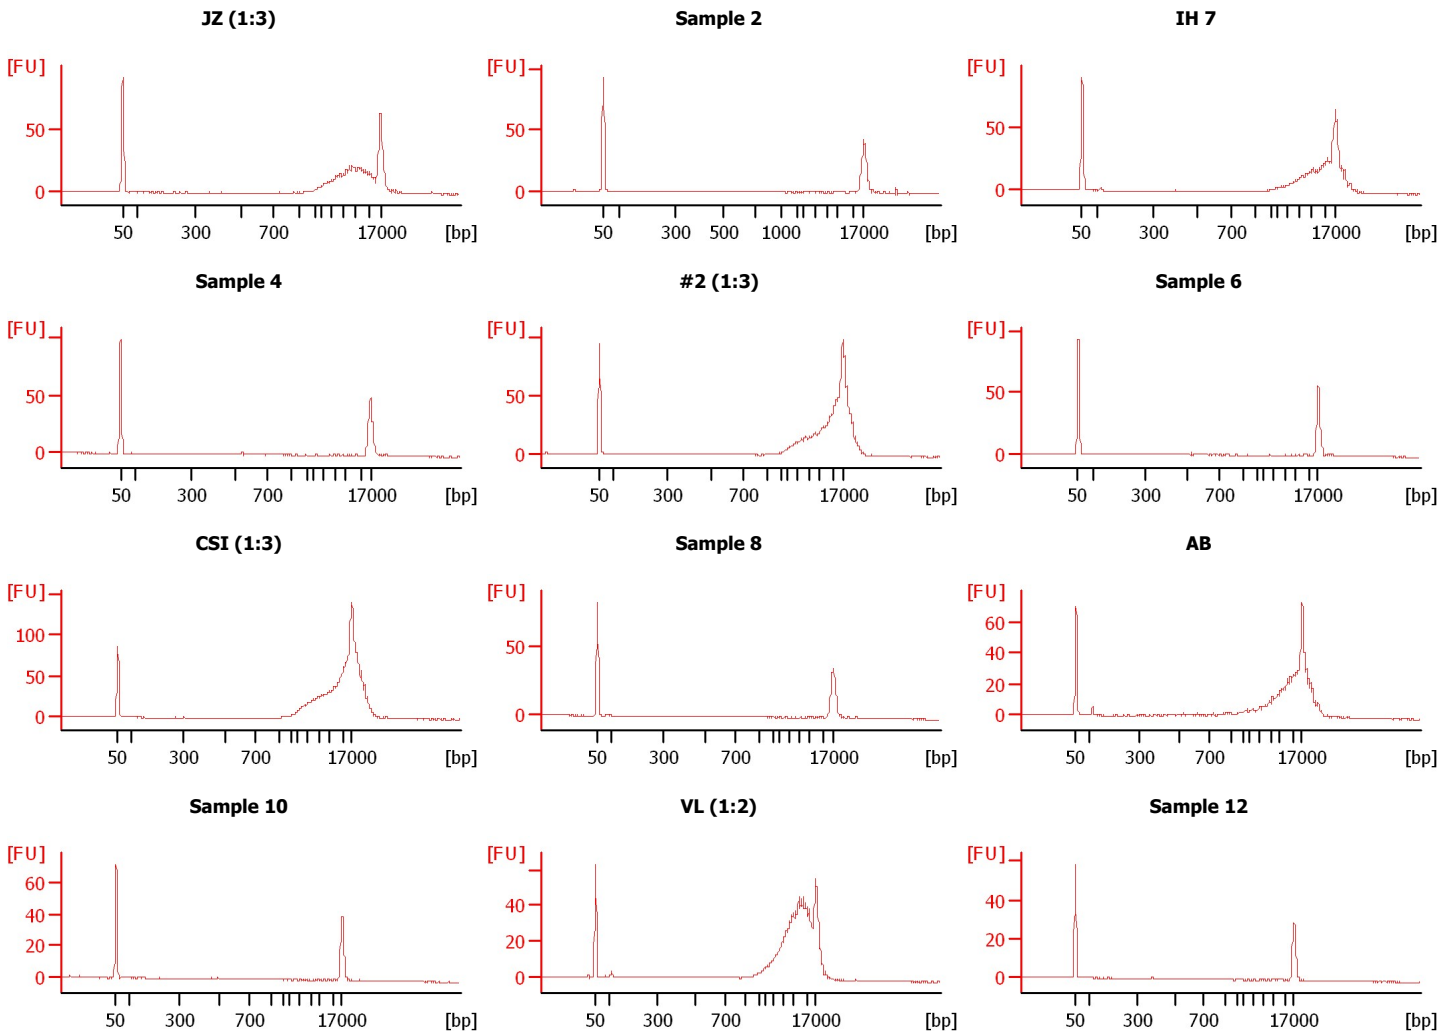 JZ (1:3) Sample 2 IH 7
[FU] [FU] [FU]
50 50 50
0 0 0
50 300 700 17000 [bp] 50 300 500 1000 17000 [bp] 50 300 700 17000 [bp]
Sample 4 #2 (1:3) Sample 6
[FU] [FU] [FU]
50 50 50
0 0 0
50 300 700 17000 [bp] 50 300 700 17000 [bp] 50 300 700 17000 [bp]
CSI (1:3) Sample 8 AB
[FU] [FU] [FU]
100 50 60
50 0 40
0 20
0
50 300 700 17000 [bp] 50 300 700 17000 [bp] 50 300 700 17000 [bp]
Sample 10 VL (1:2) Sample 12
[FU] [FU] [FU]
60 40 40
40 20 20
20 0 0
0
50 300 700 17000 [bp] 50 300 700 17000 [bp] 50 300 700 17000 [bp]